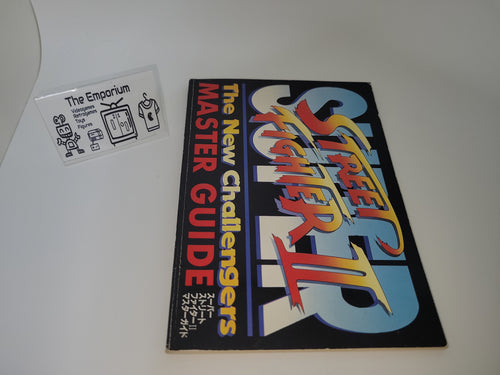 The Emporium
Videogames
Retrogames
Toys
Figures
SUPER
STREET
FIGHTER II
The New Challengers
MASTER GUIDE
スーパー
ストリート
ファイターII
マスターガイド